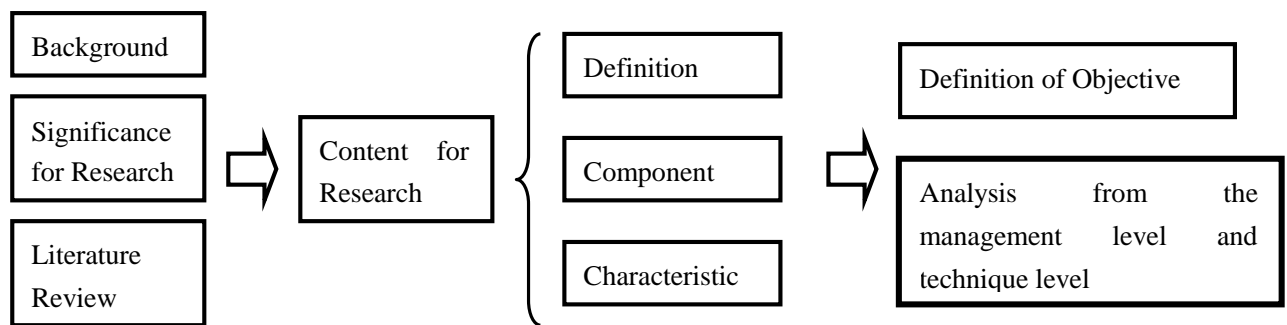 Background
Significance
for Research
Literature
Review
Content for
Research
Definition
Component
Characteristic
Definition of Objective
Analysis from the
management level and
technique level